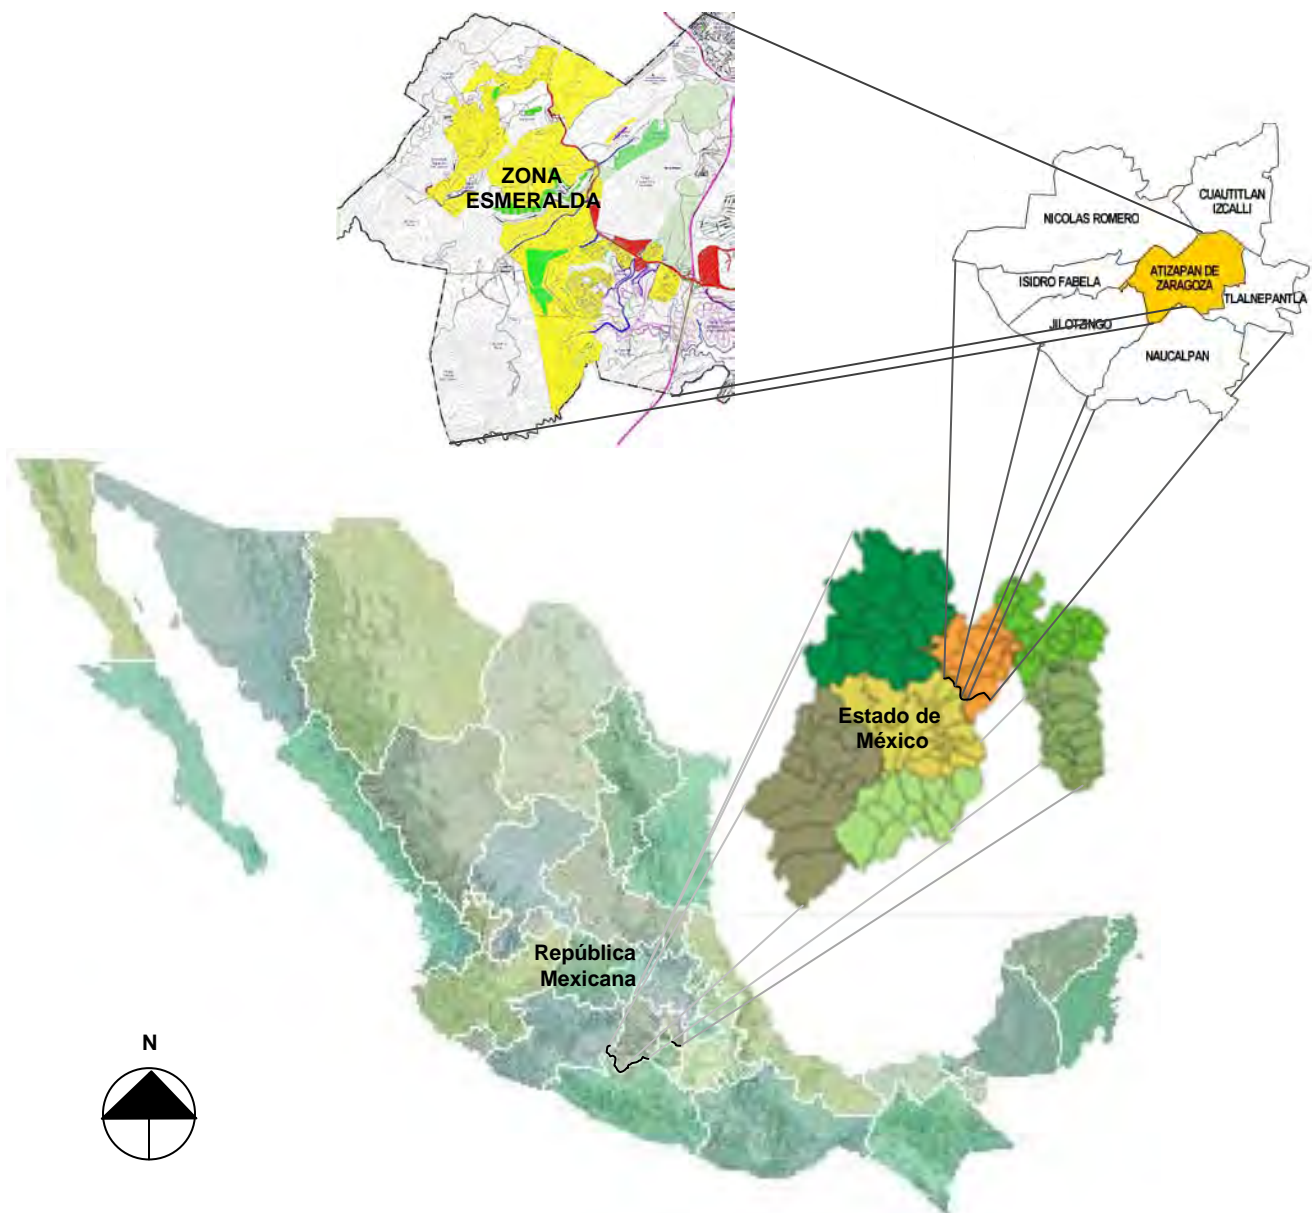 ZONA
ESMERALDA
CUAUTITLAN
IZCALLI
NICOLAS ROMERO
ISIDRO FABELA
ATIZAPAN DE
ZARAGOZA
TLALNEPANTLA
JILOTZINGO
NAUCALPAN
Estado de
México
República
Mexicana
N